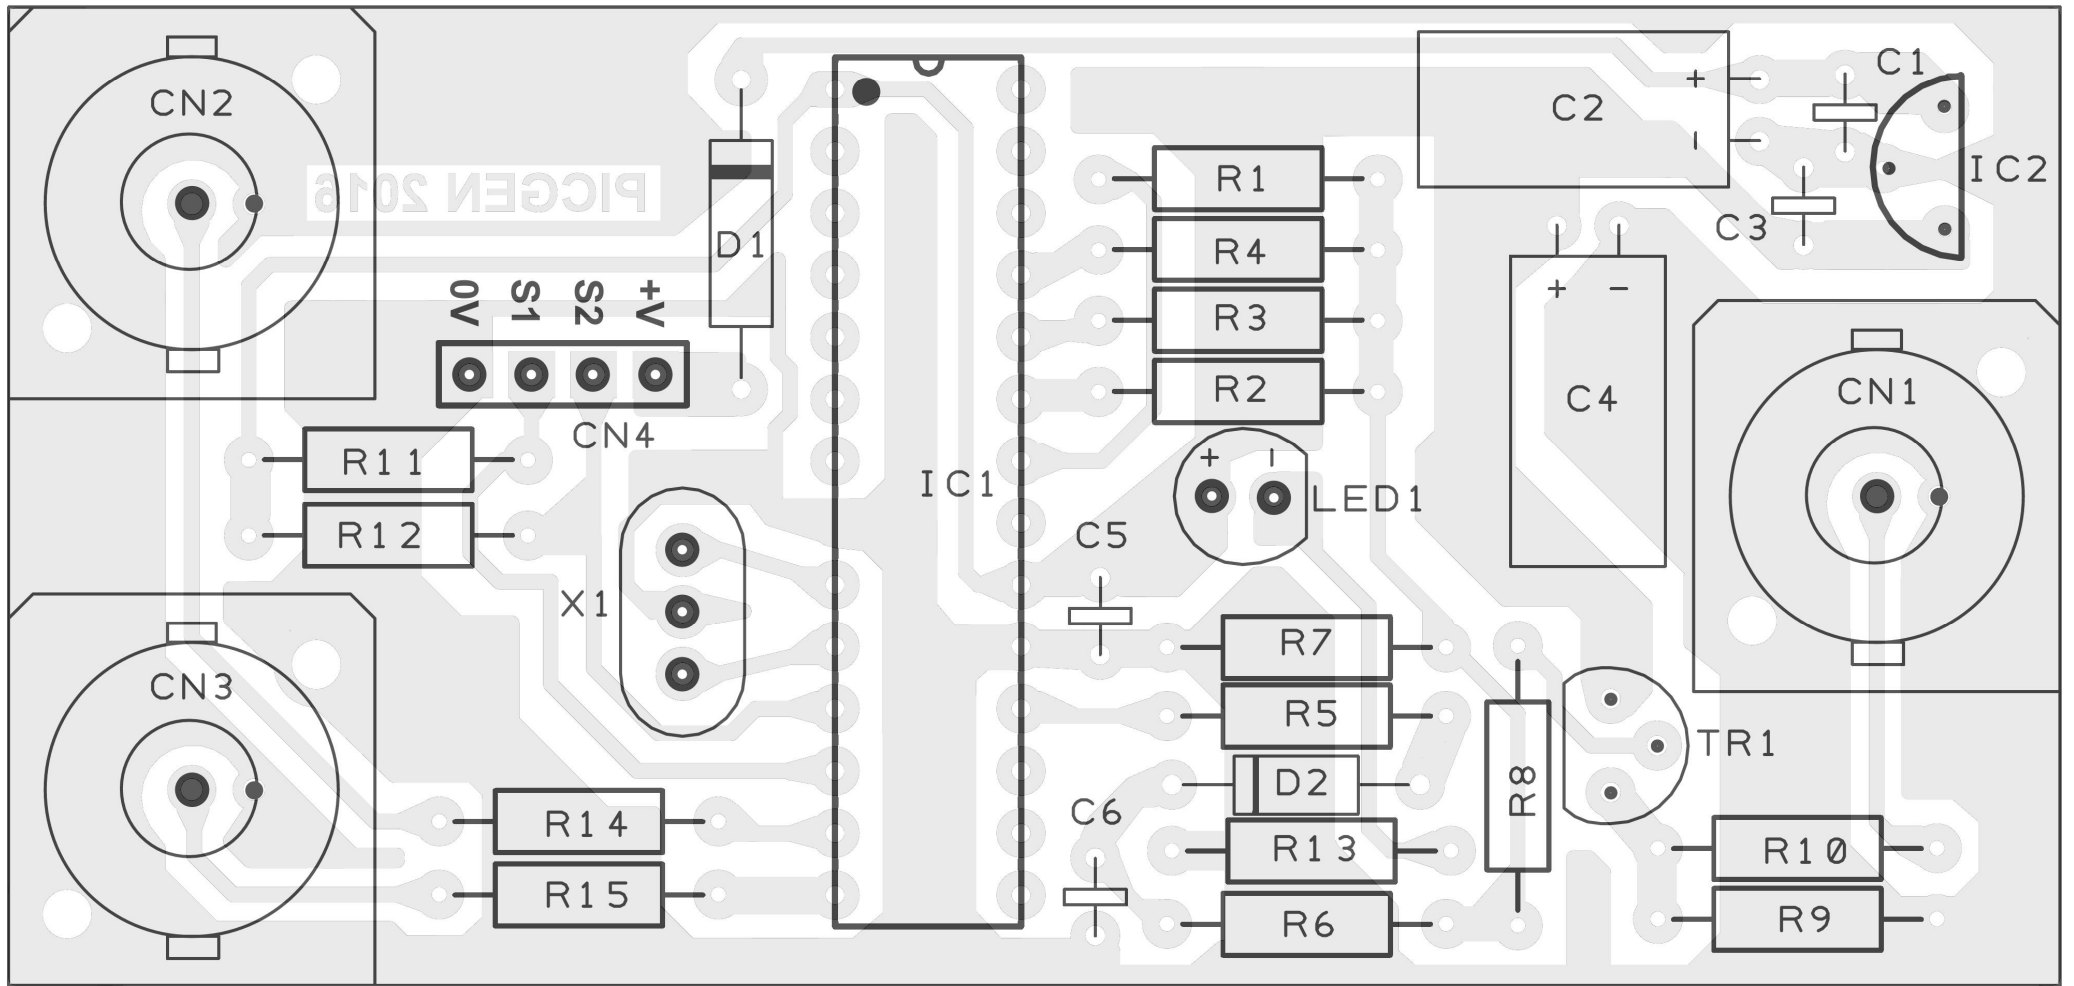 CN2
PICGEN 2016
D1
0V
S1
S2
+V
CN4
R11
R12
X1
CN3
R14
R15
IC1
R1
R4
R3
R2
+ -
LED1
C5
R7
R5
D2
R13
R6
C6
R8
TR1
C2
+
-
C1
IC2
C3
+ -
C4
CN1
R10
R9